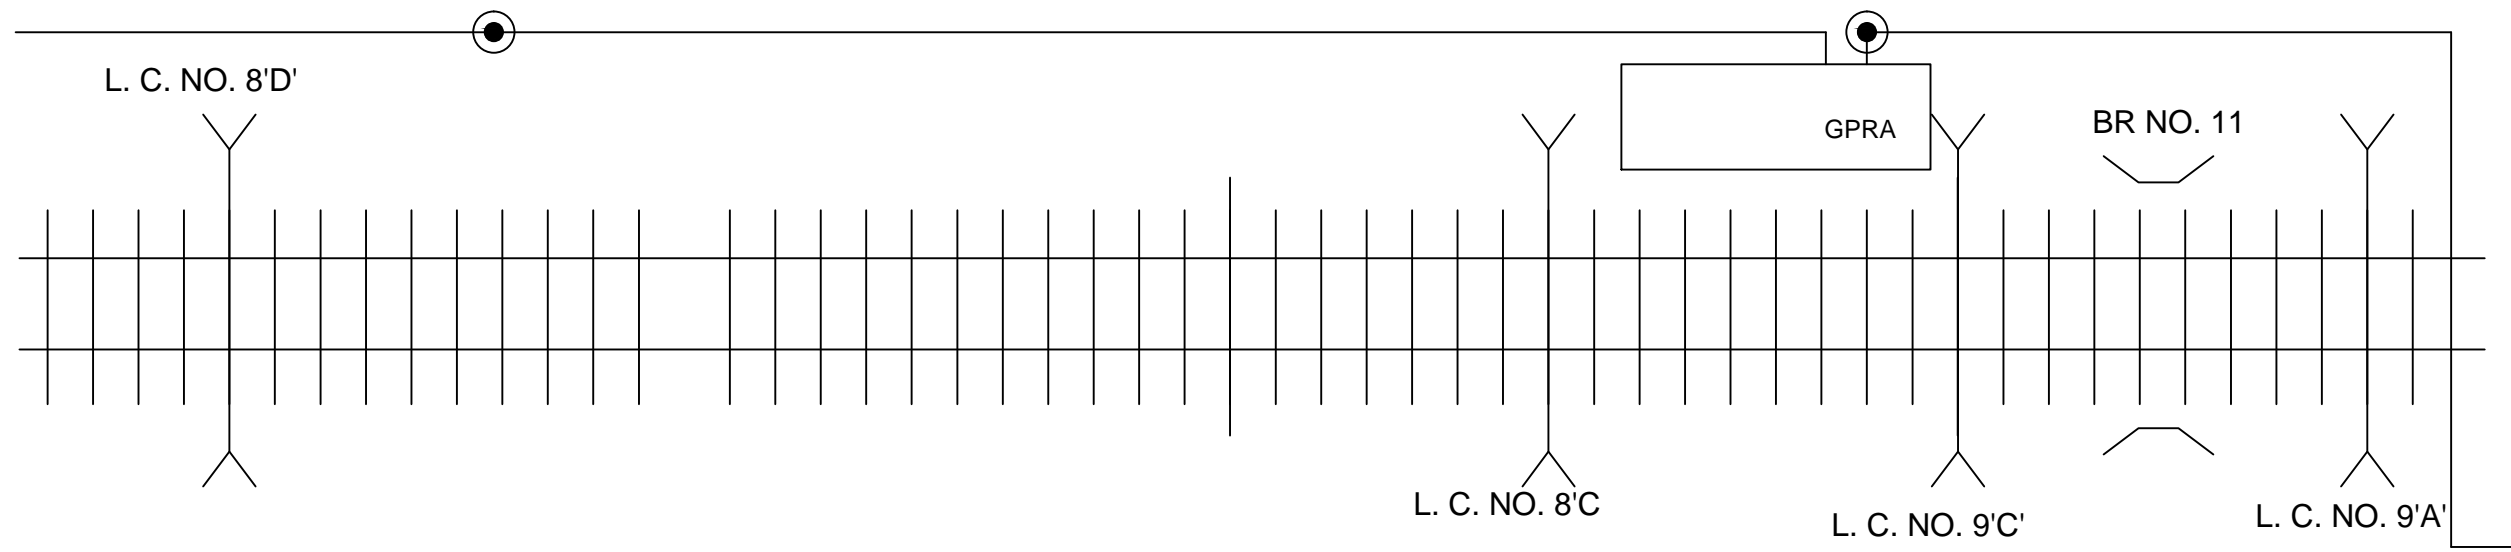 L. C. NO. 8'D'
BR NO. 11
GPRA
L. C. NO. 8'C
L. C. NO. 9'C'
L. C. NO. 9'A'